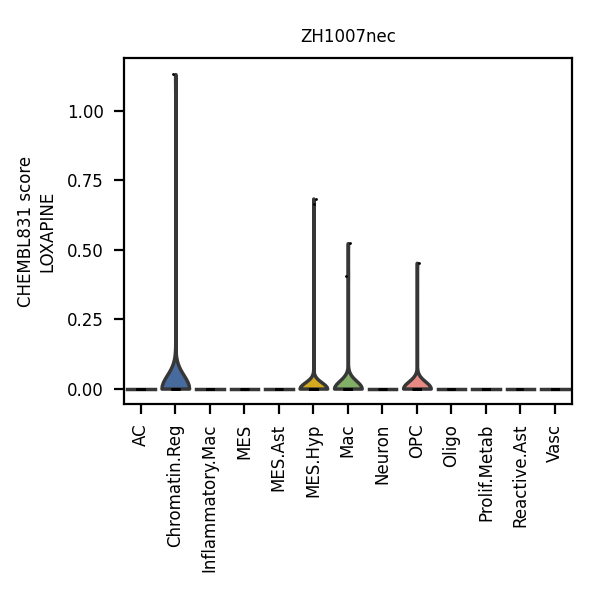 ZH1007nec
CHEMBL831 score
LOXAPINE
1.00
0.75
0.50
0.25
0.00
AC
Chromatin.Reg
Inflammatory.Mac
MES
MES.Ast
MES.Hyp
Mac
Neuron
OPC
Oligo
Prolif.Metab
Reactive.Ast
Vasc